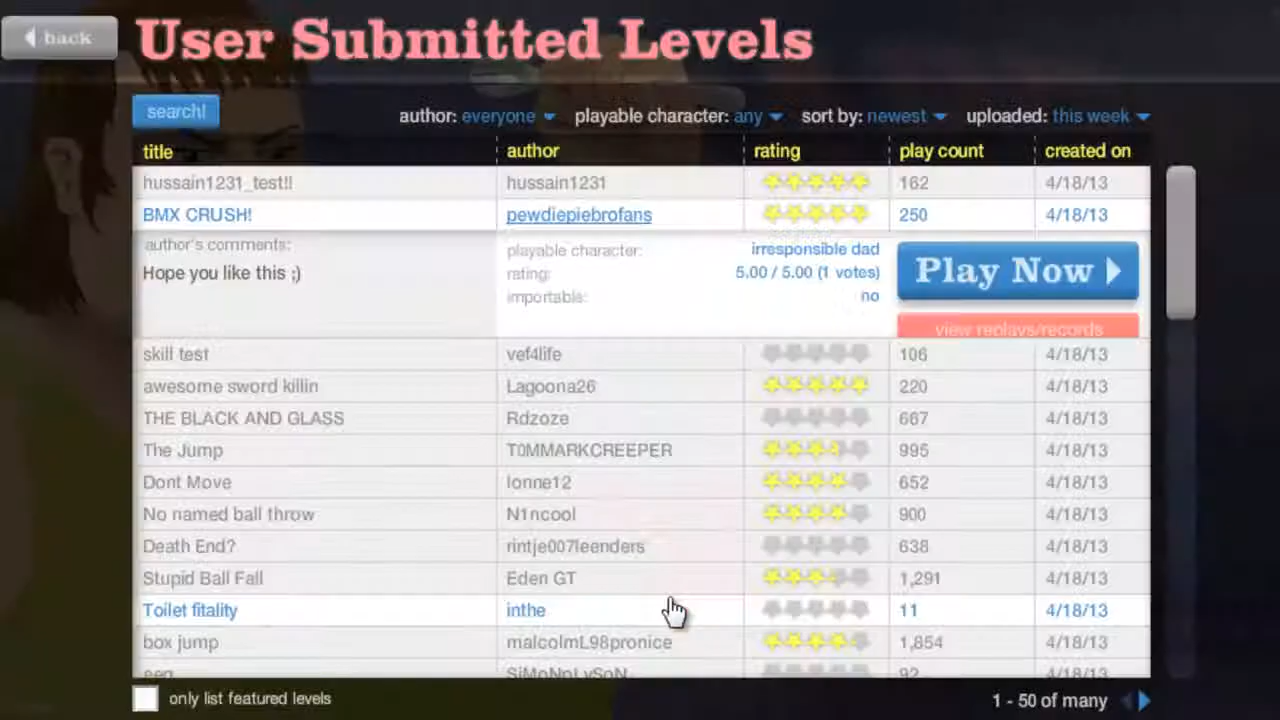 back
User Submitted Levels
search!
author: everyone playable character: any sort by: newest uploaded: this week
title author rating play count created on
hussain1231_test!! hussain1231 162 4/18/13
BMX CRUSH! pewdiepiebrofans 250 4/18/13
author's comments:
Hope you like this ;)
playable character: irresponsible dad
rating: 5.00 / 5.00 (1 votes)
importable: no
Play Now
view replays/records
skill test vef4life 106 4/18/13
awesome sword killin Lagoona26 220 4/18/13
THE BLACK AND GLASS Rdzoze 667 4/18/13
The Jump T0MMARKCREEPER 995 4/18/13
Dont Move lonne12 652 4/18/13
No named ball throw N1ncool 900 4/18/13
Death End? rintje007leenders 638 4/18/13
Stupid Ball Fall Eden GT 1,291 4/18/13
Toilet fitality inthe 11 4/18/13
box jump malcolmL98pronice 1,854 4/18/13
92 4/18/13
only list featured levels
1 - 50 of many